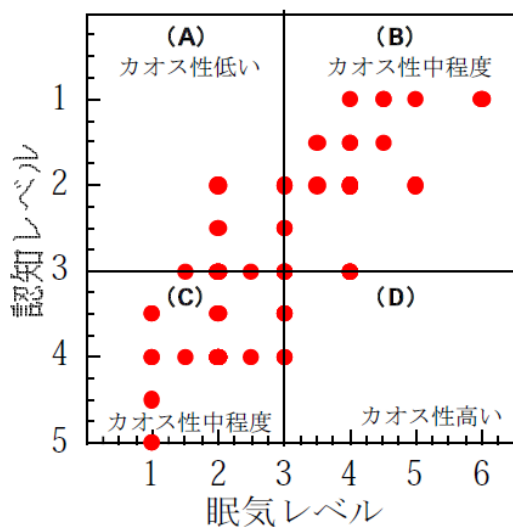 (A)
カオス性低い
(B)
カオス性中程度
1
2
3
4
5
認知レベル
(C)
カオス性中程度
(D)
カオス性高い
1 2 3 4 5 6
眠気レベル